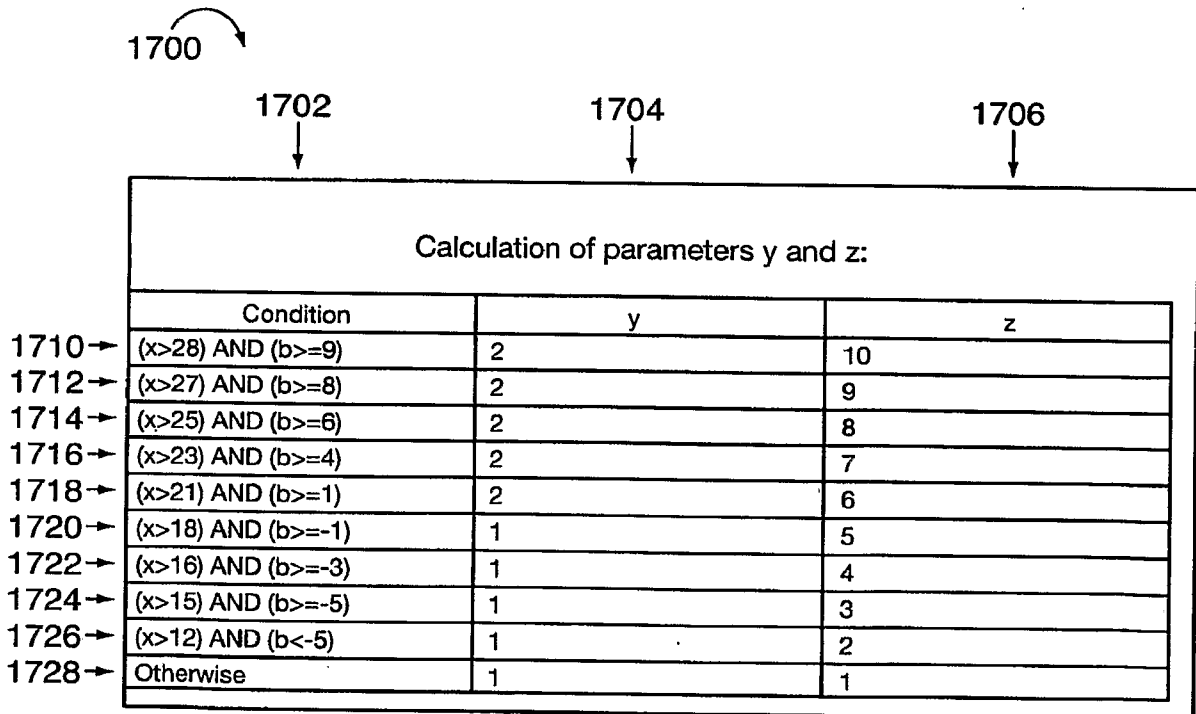 1700
1702 1704 1706
Calculation of parameters y and z:
Condition y z
1710 (x>28) AND (b>=9) 2 10
1712 (x>27) AND (b>=8) 2 9
1714 (x>25) AND (b>=6) 2 8
1716 (x>23) AND (b>=4) 2 7
1718 (x>21) AND (b>=1) 2 6
1720 (x>18) AND (b>=-1) 1 5
1722 (x>16) AND (b>=-3) 1 4
1724 (x>15) AND (b>=-5) 1 3
1726 (x>12) AND (b<-5) 1 2
1728 Otherwise 1 1